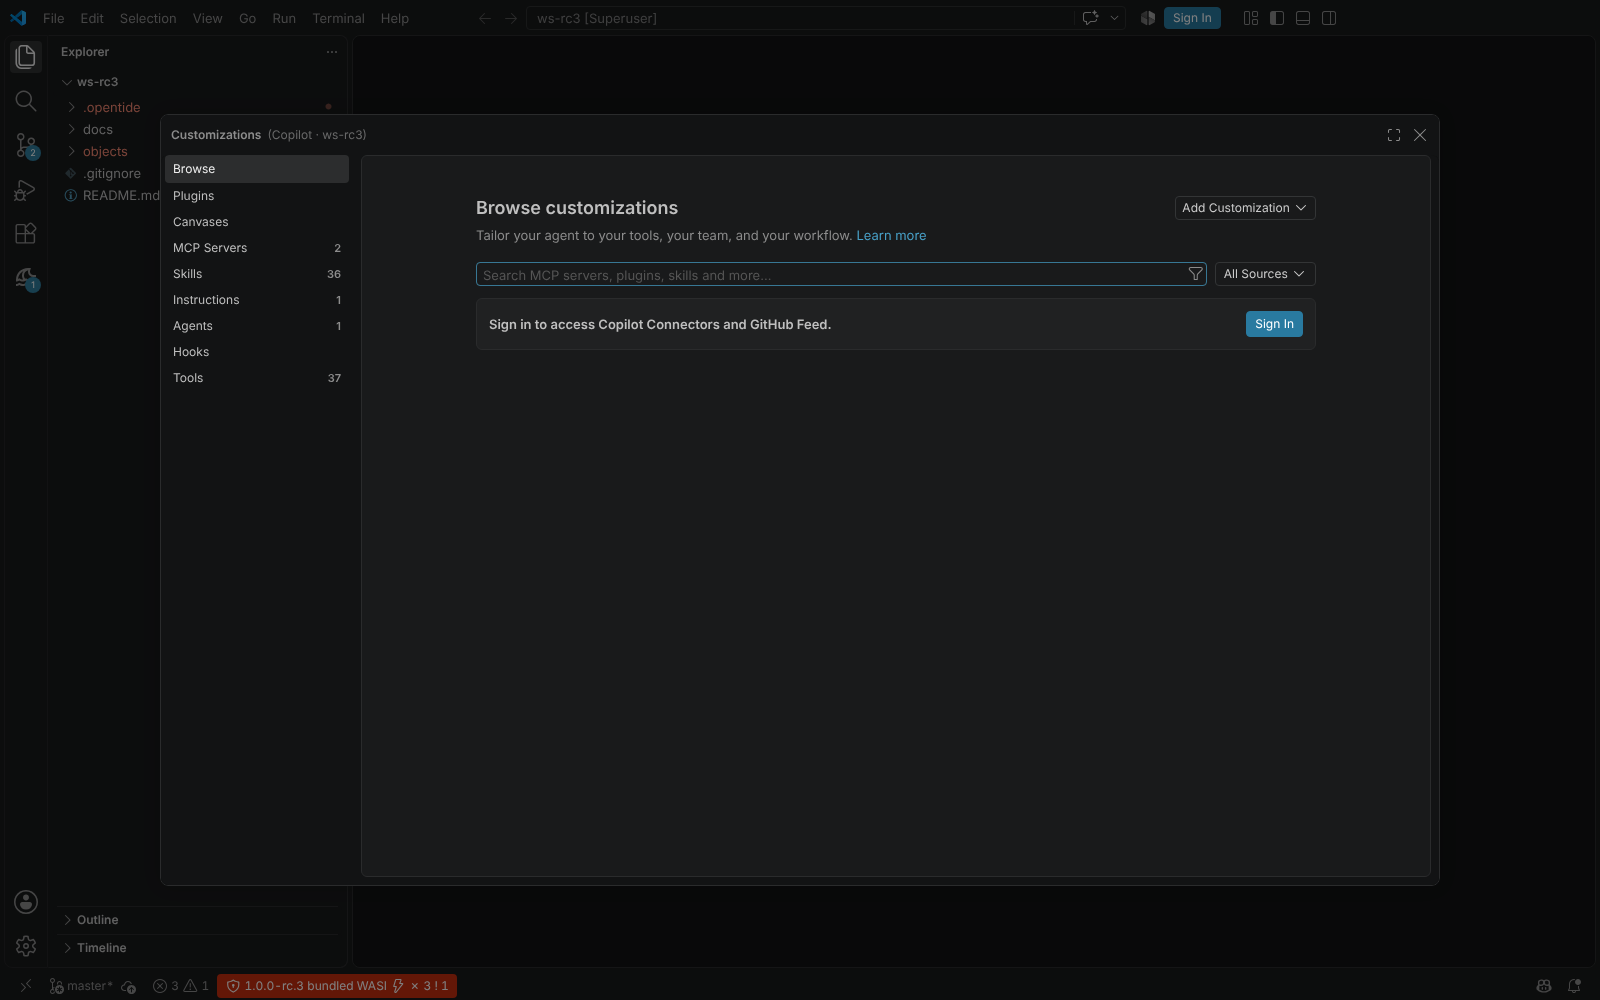 File Edit Selection View Go Run Terminal Help
ws-rc3 [Superuser]
Sign In
Explorer
ws-rc3
.opentide
docs
objects
.gitignore
README.md
2
1
Customizations (Copilot · ws-rc3)
Browse
Plugins
Canvases
MCP Servers 2
Skills 36
Instructions 1
Agents 1
Hooks
Tools 37
Browse customizations
Add Customization
Tailor your agent to your tools, your team, and your workflow. Learn more
Search MCP servers, plugins, skills and more...
All Sources
Sign in to access Copilot Connectors and GitHub Feed.
Sign In
Outline
Timeline
master* 3 1 1.0.0-rc.3 bundled WASI × 3 ! 1